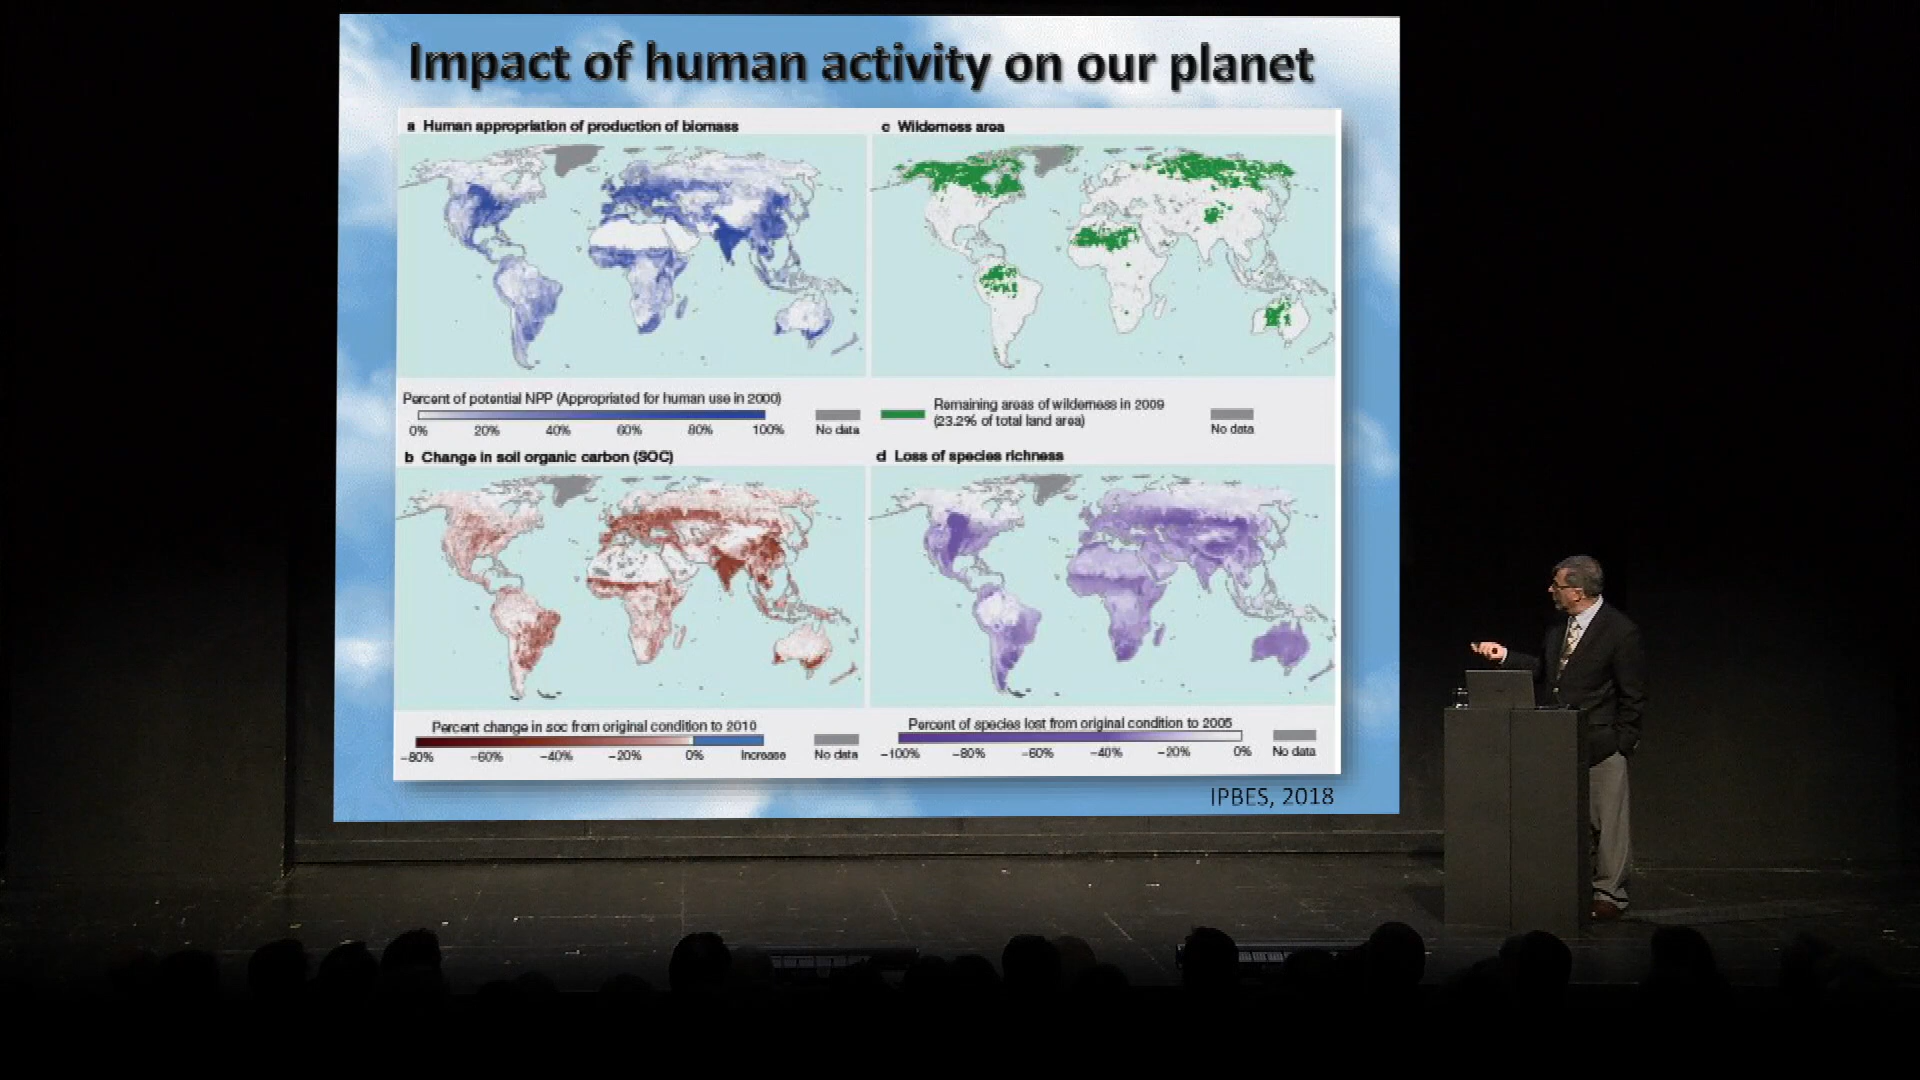 Impact of human activity on our planet
a Human appropriation of production of biomass
Percent of potential NPP (Appropriated for human use in 2000)
0% 20% 40% 60% 80% 100% No data
b Change in soil organic carbon (SOC)
Percent change in soc from original condition to 2010
−80% −60% −40% −20% 0% Increase No data
c Wilderness area
Remaining areas of wilderness in 2009
(23.2% of total land area)
No data
d Loss of species richness
Percent of species lost from original condition to 2005
−100% −80% −60% −40% −20% 0% No data
IPBES, 2018